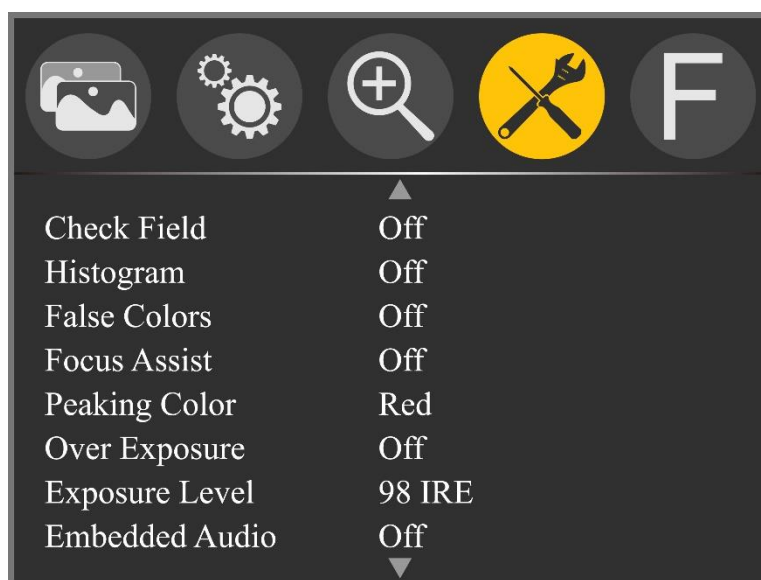 F
Check Field Off
Histogram Off
False Colors Off
Focus Assist Off
Peaking Color Red
Over Exposure Off
Exposure Level 98 IRE
Embedded Audio Off